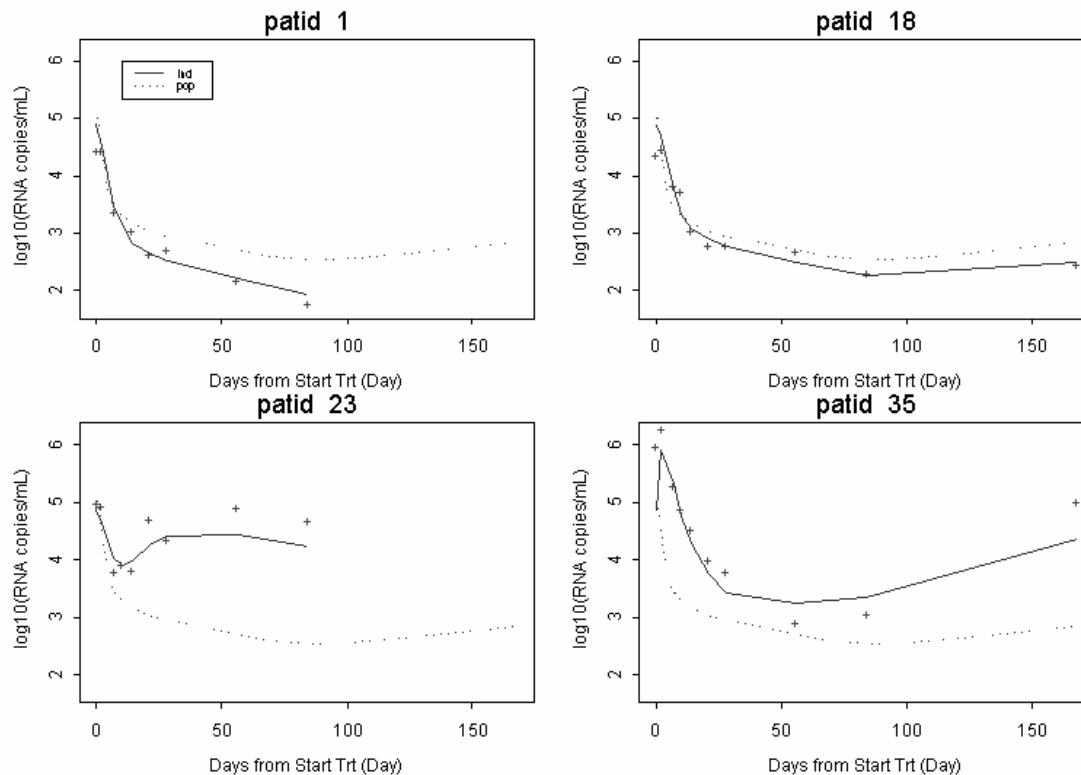 patid 1
log10(RNA copies/mL)
6
5
4
3
2
Ind
pop
0
50
100
150
Days from Start Trt (Day)
patid 18
log10(RNA copies/mL)
6
5
4
3
2
0
50
100
150
Days from Start Trt (Day)
patid 23
log10(RNA copies/mL)
6
5
4
3
2
0
50
100
150
Days from Start Trt (Day)
patid 35
log10(RNA copies/mL)
6
5
4
3
2
0
50
100
150
Days from Start Trt (Day)